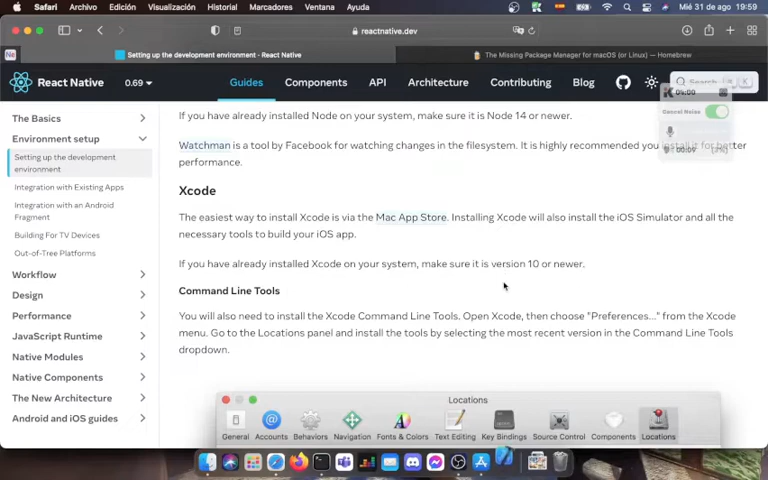 Safari Archivo Edición Visualización Historial Marcadores Ventana Ayuda Mié 31 de ago 19:59
reactnative.dev
Setting up the development environment · React Native
The Missing Package Manager for macOS (or Linux) — Homebrew
React Native 0.69 Guides Components API Architecture Contributing Blog Search
04:00
Cancel Noise
The Basics
Environment setup
Setting up the development
environment
Integration with Existing Apps
Integration with an Android
Fragment
Building For TV Devices
Out-of-Tree Platforms
Workflow
Design
Performance
JavaScript Runtime
Native Modules
Native Components
The New Architecture
Android and iOS guides
If you have already installed Node on your system, make sure it is Node 14 or newer.
Watchman is a tool by Facebook for watching changes in the filesystem. It is highly recommended you install it for better
performance.
Xcode
The easiest way to install Xcode is via the Mac App Store. Installing Xcode will also install the iOS Simulator and all the
necessary tools to build your iOS app.
If you have already installed Xcode on your system, make sure it is version 10 or newer.
Command Line Tools
You will also need to install the Xcode Command Line Tools. Open Xcode, then choose "Preferences..." from the Xcode
menu. Go to the Locations panel and install the tools by selecting the most recent version in the Command Line Tools
dropdown.
Locations
General Accounts Behaviors Navigation Fonts & Colors Text Editing Key Bindings Source Control Components Locations